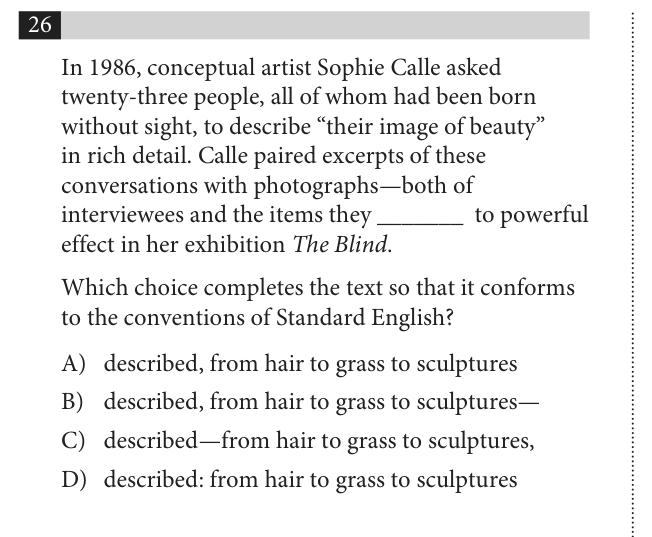 26
In 1986, conceptual artist Sophie Calle asked
twenty-three people, all of whom had been born
without sight, to describe “their image of beauty”
in rich detail. Calle paired excerpts of these
conversations with photographs—both of
interviewees and the items they _______ to powerful
effect in her exhibition The Blind.
Which choice completes the text so that it conforms
to the conventions of Standard English?
A) described, from hair to grass to sculptures
B) described, from hair to grass to sculptures—
C) described—from hair to grass to sculptures,
D) described: from hair to grass to sculptures